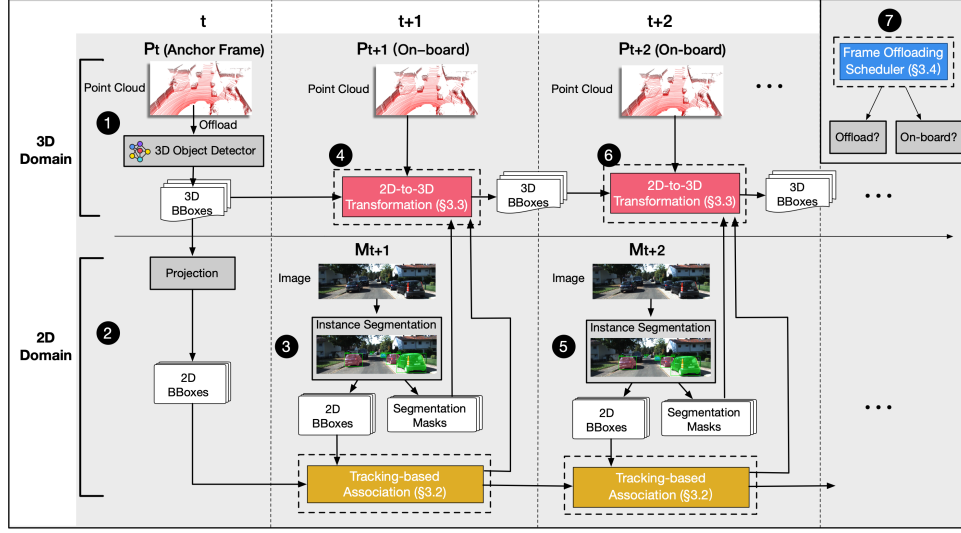 t
t+1
t+2
7
Pt (Anchor Frame)
Pt+1 (On-board)
Pt+2 (On-board)
Frame Offloading
Scheduler (§3.4)
Point Cloud
Point Cloud
Point Cloud
Offload
Offload?
On-board?
1
3D Object Detector
3D
Domain
4
2D-to-3D
Transformation (§3.3)
6
2D-to-3D
Transformation (§3.3)
3D
BBoxes
3D
BBoxes
3D
BBoxes
Projection
Mt+1
Mt+2
Image
Image
2D
Domain
2
3
Instance Segmentation
5
Instance Segmentation
2D
BBoxes
2D
BBoxes
Segmentation
Masks
2D
BBoxes
Segmentation
Masks
Tracking-based
Association (§3.2)
Tracking-based
Association (§3.2)